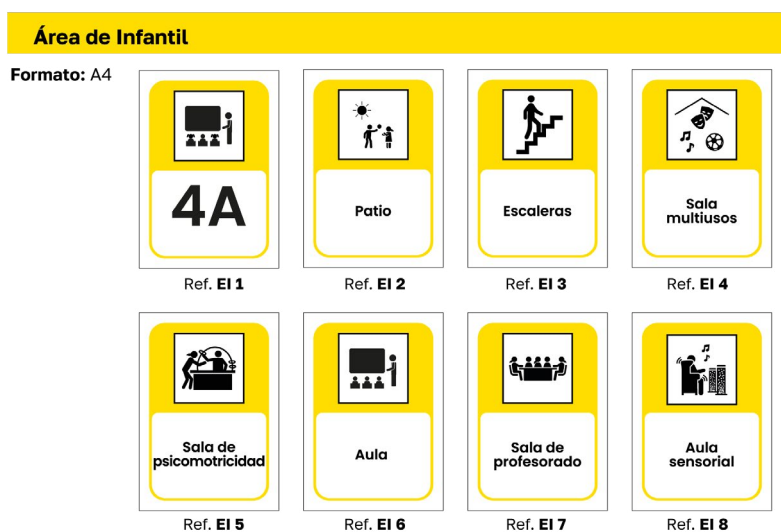 Área de Infantil
Formato: A4
4A
Patio
Escaleras
Sala
multiusos
Ref. EI 1
Ref. EI 2
Ref. EI 3
Ref. EI 4
Sala de
psicomotricidad
Aula
Sala de
profesorado
Aula
sensorial
Ref. EI 5
Ref. EI 6
Ref. EI 7
Ref. EI 8